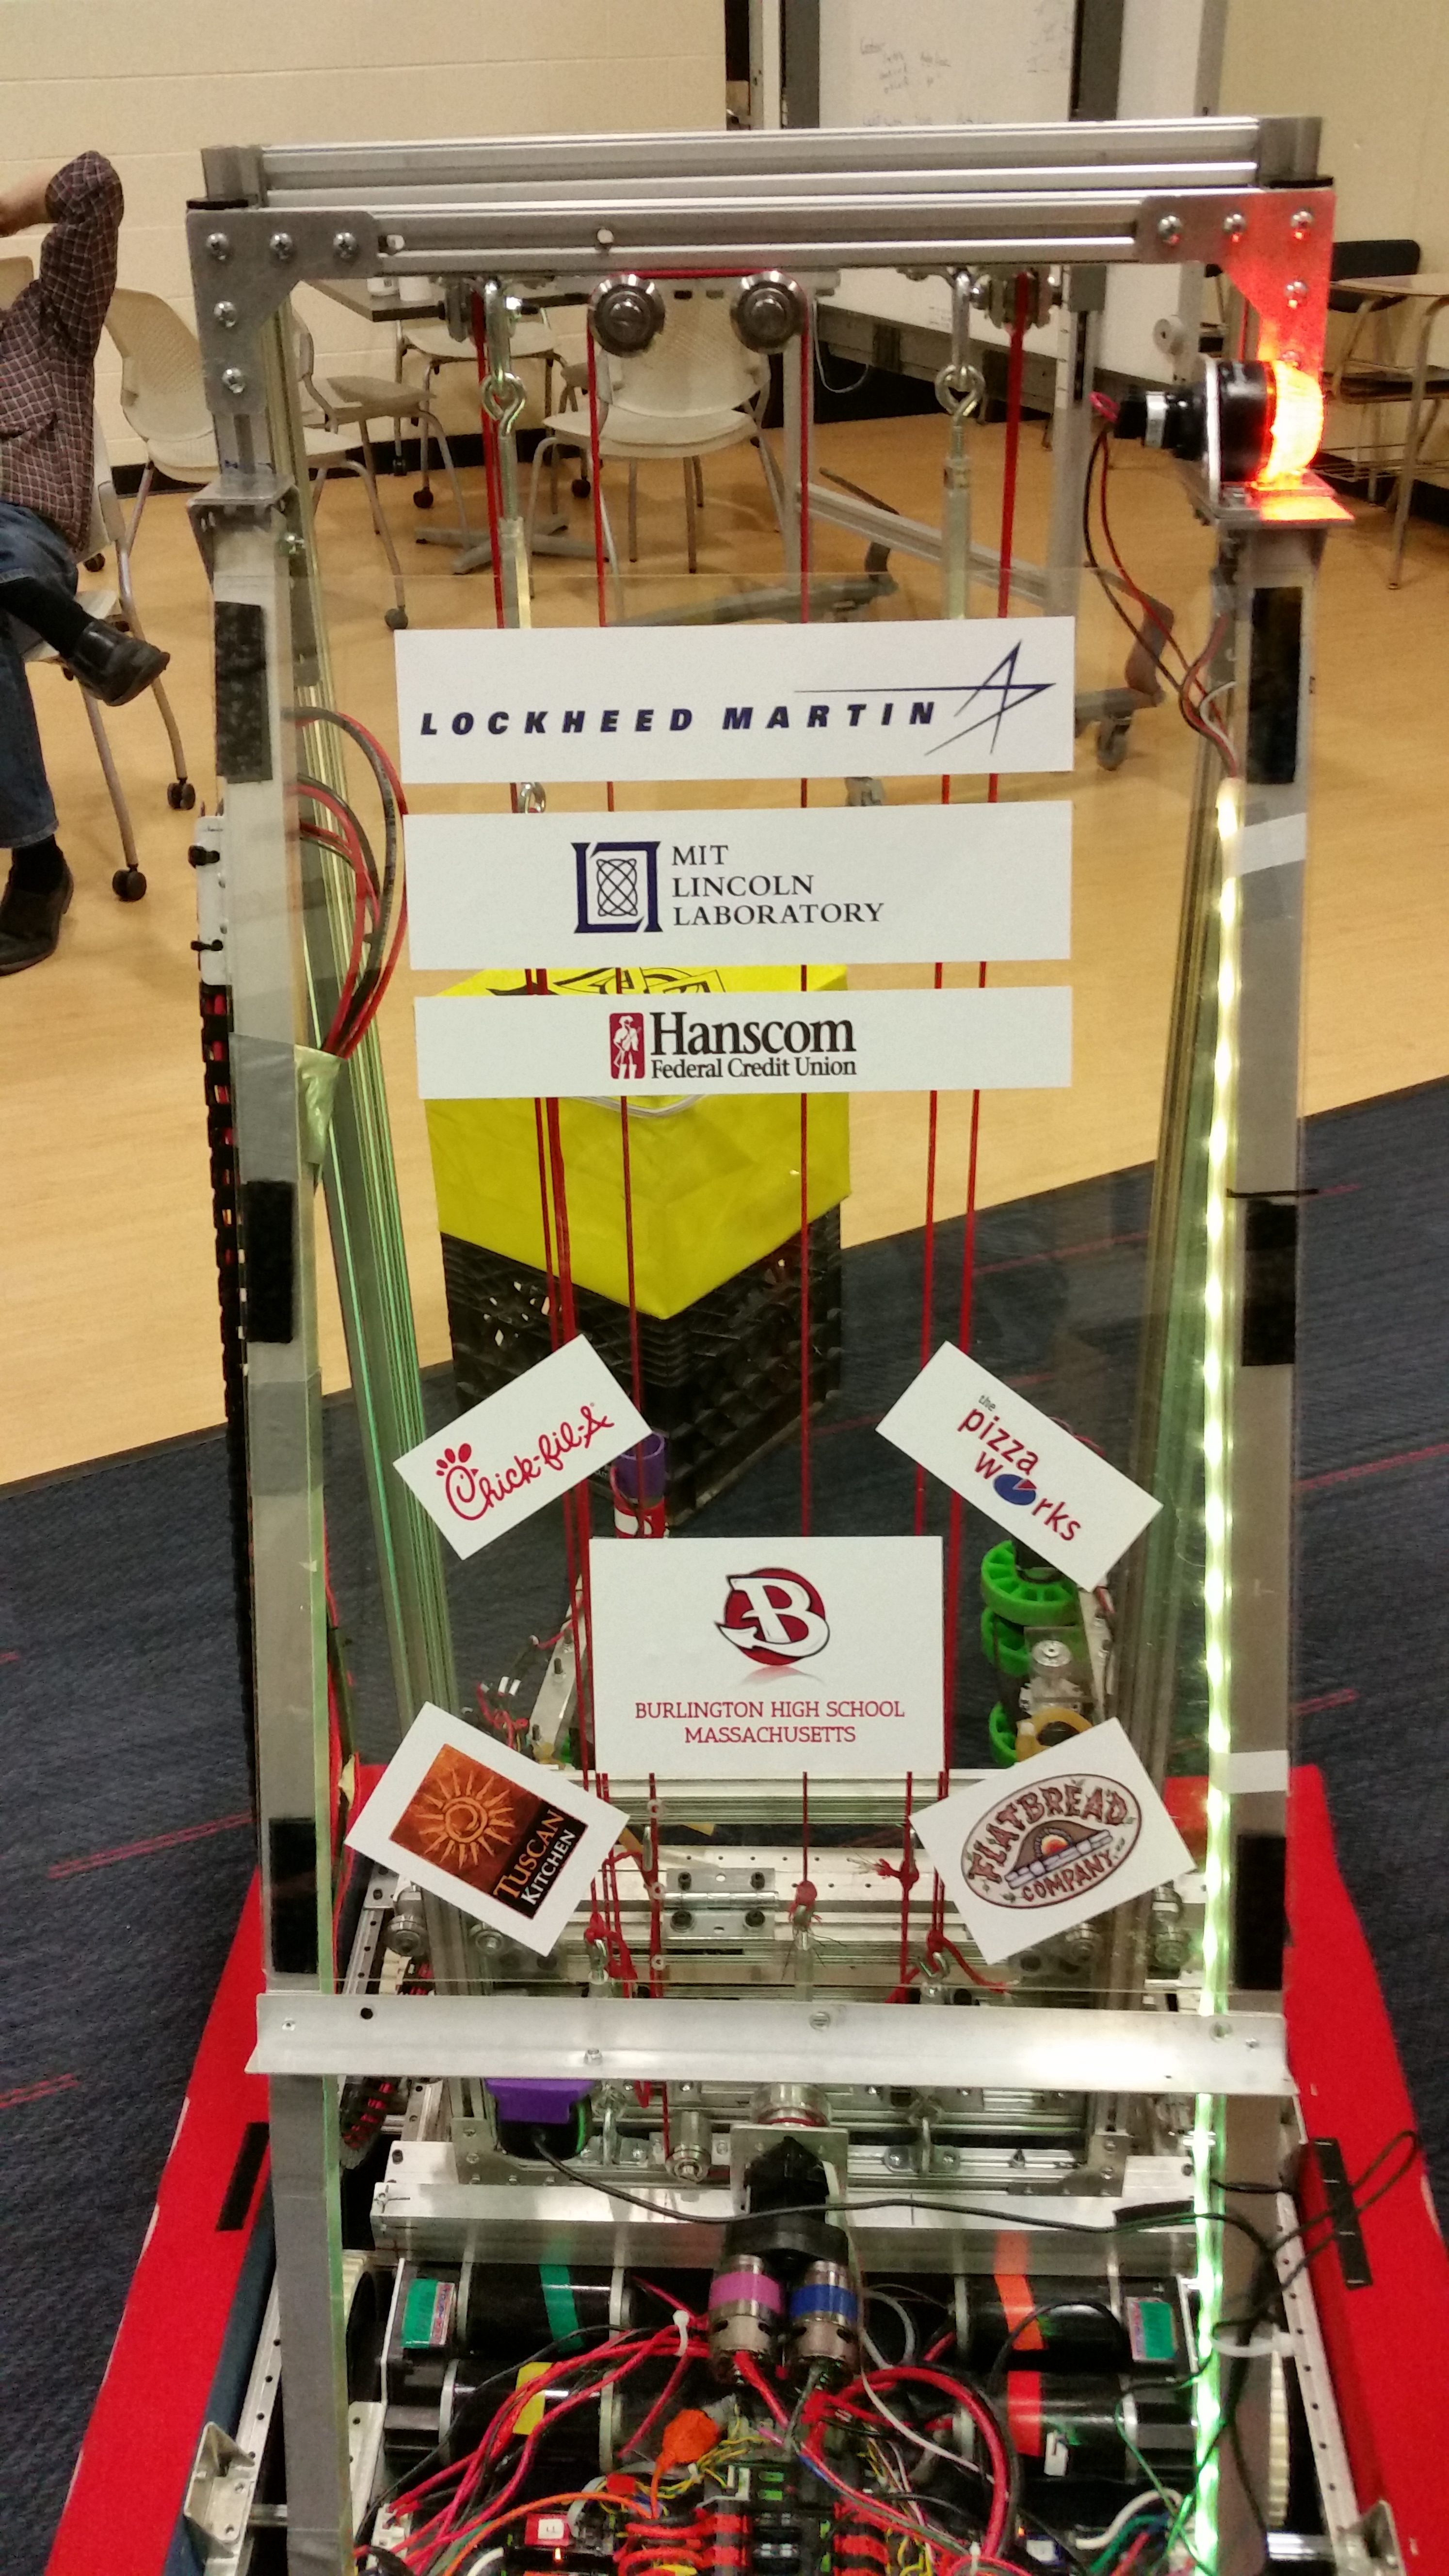 LOCKHEED MARTIN
MIT
LINCOLN
LABORATORY
Hanscom
Federal Credit Union
Chick-fil-A
the
pizza
works
B
BURLINGTON HIGH SCHOOL
MASSACHUSETTS
TUSCAN
KITCHEN
FLATBREAD
COMPANY